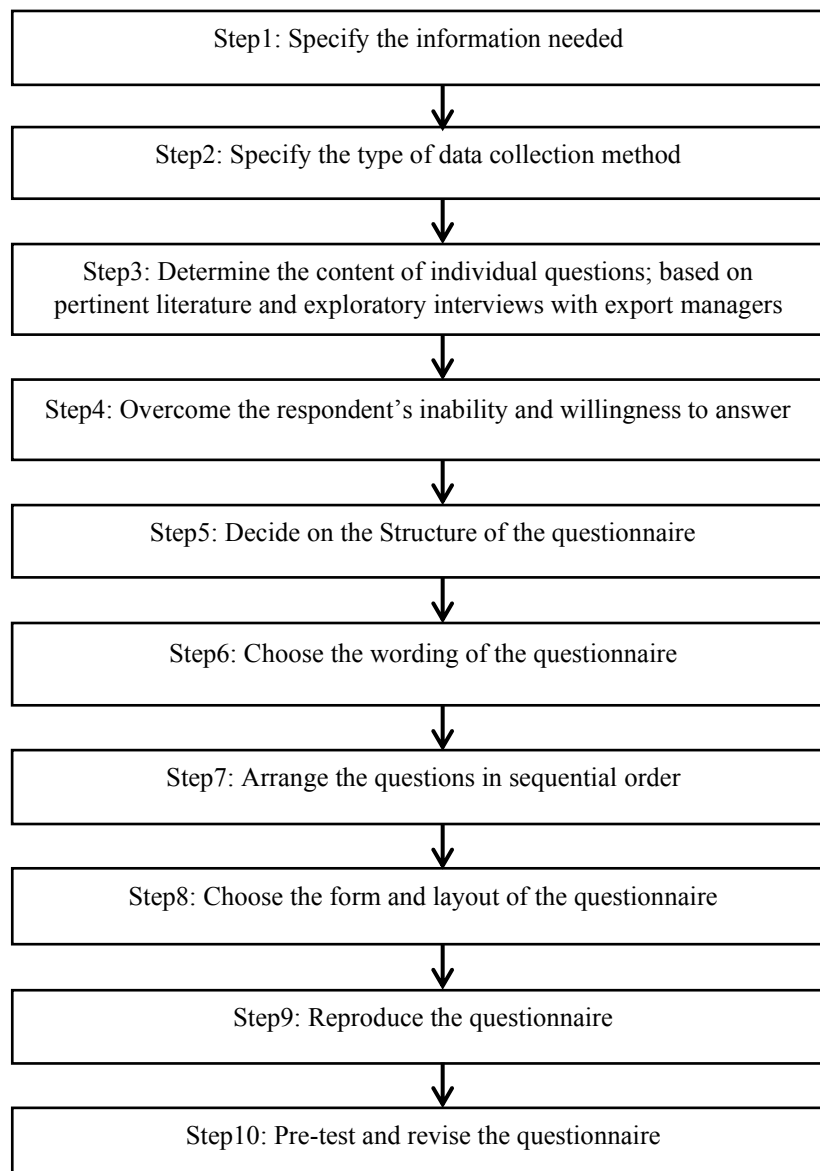 Step1: Specify the information needed
Step2: Specify the type of data collection method
Step3: Determine the content of individual questions; based on
pertinent literature and exploratory interviews with export managers
Step4: Overcome the respondent’s inability and willingness to answer
Step5: Decide on the Structure of the questionnaire
Step6: Choose the wording of the questionnaire
Step7: Arrange the questions in sequential order
Step8: Choose the form and layout of the questionnaire
Step9: Reproduce the questionnaire
Step10: Pre-test and revise the questionnaire